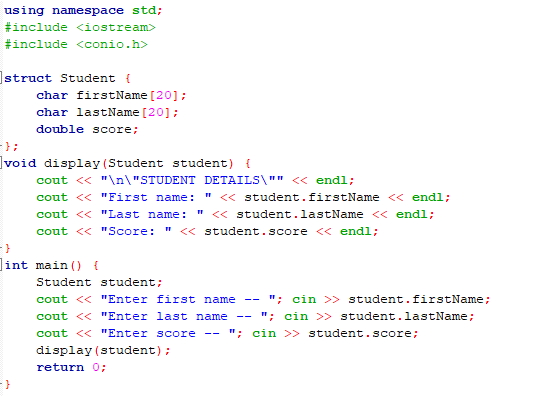 using namespace std;
#include <iostream>
#include <conio.h>
struct Student {
char firstName[20];
char lastName[20];
double score;
};
void display(Student student) {
cout << "\n\"STUDENT DETAILS\"" << endl;
cout << "First name: " << student.firstName << endl;
cout << "Last name: " << student.lastName << endl;
cout << "Score: " << student.score << endl;
}
int main() {
Student student;
cout << "Enter first name -- "; cin >> student.firstName;
cout << "Enter last name -- "; cin >> student.lastName;
cout << "Enter score -- "; cin >> student.score;
display(student);
return 0;
}